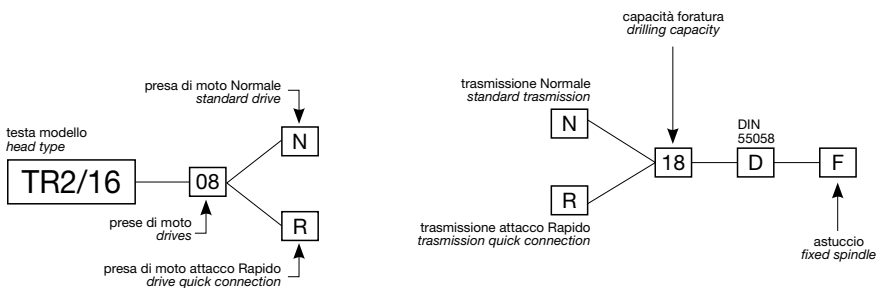 presa di moto Normale
standard drive
N
testa modello
head type
TR2/16
08
prese di moto
drives
R
presa di moto attacco Rapido
drive quick connection
capacità foratura
drilling capacity
trasmissione Normale
standard trasmission
N
18
DIN
55058
D
F
R
trasmissione attacco Rapido
trasmission quick connection
astuccio
fixed spindle